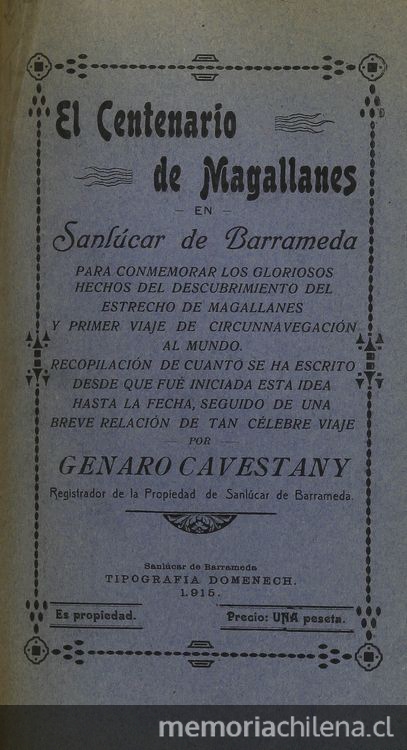 El Centenario
de Magallanes
- EN -
Sanlúcar de Barrameda
PARA CONMEMORAR LOS GLORIOSOS
HECHOS DEL DESCUBRIMIENTO DEL
ESTRECHO DE MAGALLANES
Y PRIMER VIAJE DE CIRCUNNAVEGACIÓN
AL MUNDO.
RECOPILACIÓN DE CUANTO SE HA ESCRITO
DESDE QUE FUÉ INICIADA ESTA IDEA
HASTA LA FECHA, SEGUIDO DE UNA
BREVE RELACIÓN DE TAN CÉLEBRE VIAJE
POR
GENARO CAVESTANY
Registrador de la Propiedad de Sanlúcar de Barrameda.
Sanlúcar de Barrameda
TIPOGRAFIA DOMENECH.
1.915.
Es propiedad. Precio: UNA peseta.
memoriachilena.cl